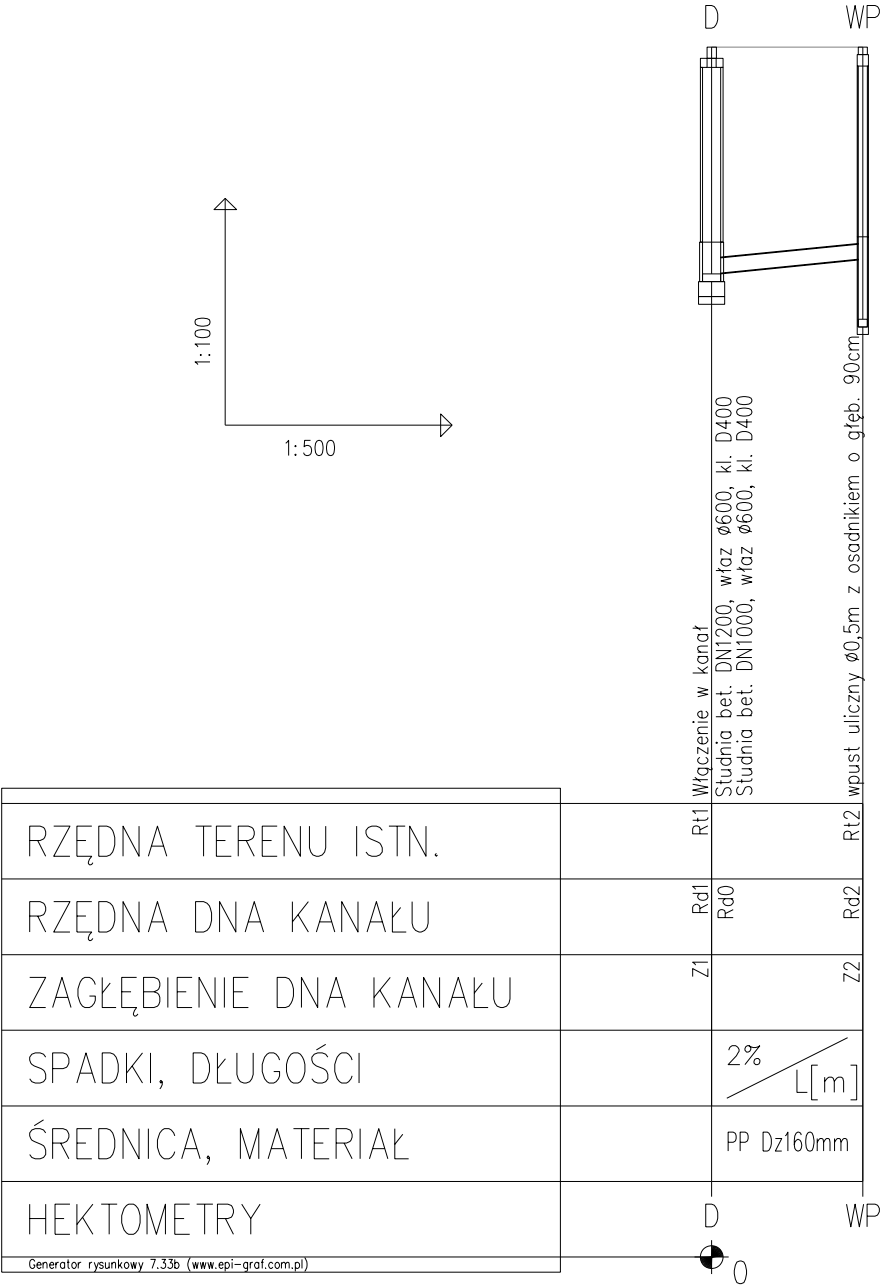 D
WP
1:100
1:500
Włączenie w kanał
Studnia bet. DN1200, właz ø600, kl. D400
Studnia bet. DN1000, właz ø600, kl. D400
wpust uliczny ø0,5m z osadnikiem o głęb. 90cm
RZĘDNA TERENU ISTN.
Rt1
Rt2
RZĘDNA DNA KANAŁU
Rd1
Rd0
Rd2
ZAGŁĘBIENIE DNA KANAŁU
Z1
Z2
SPADKI, DŁUGOŚCI
2%
L[m]
ŚREDNICA, MATERIAŁ
PP Dz160mm
HEKTOMETRY
D
WP
Generator rysunkowy 7.33b (www.epi-graf.com.pl)
0